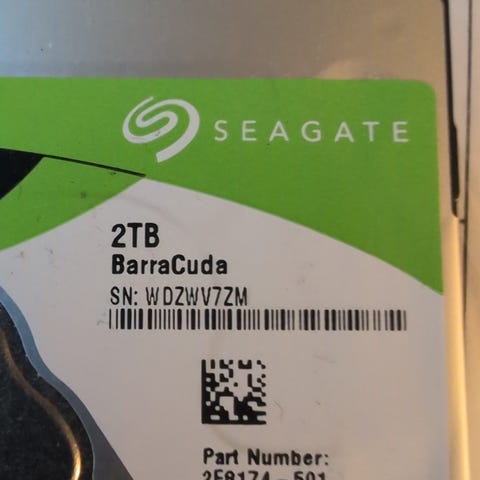 SEAGATE
2TB
BarraCuda
SN: WDZWV7ZM
Part Number: